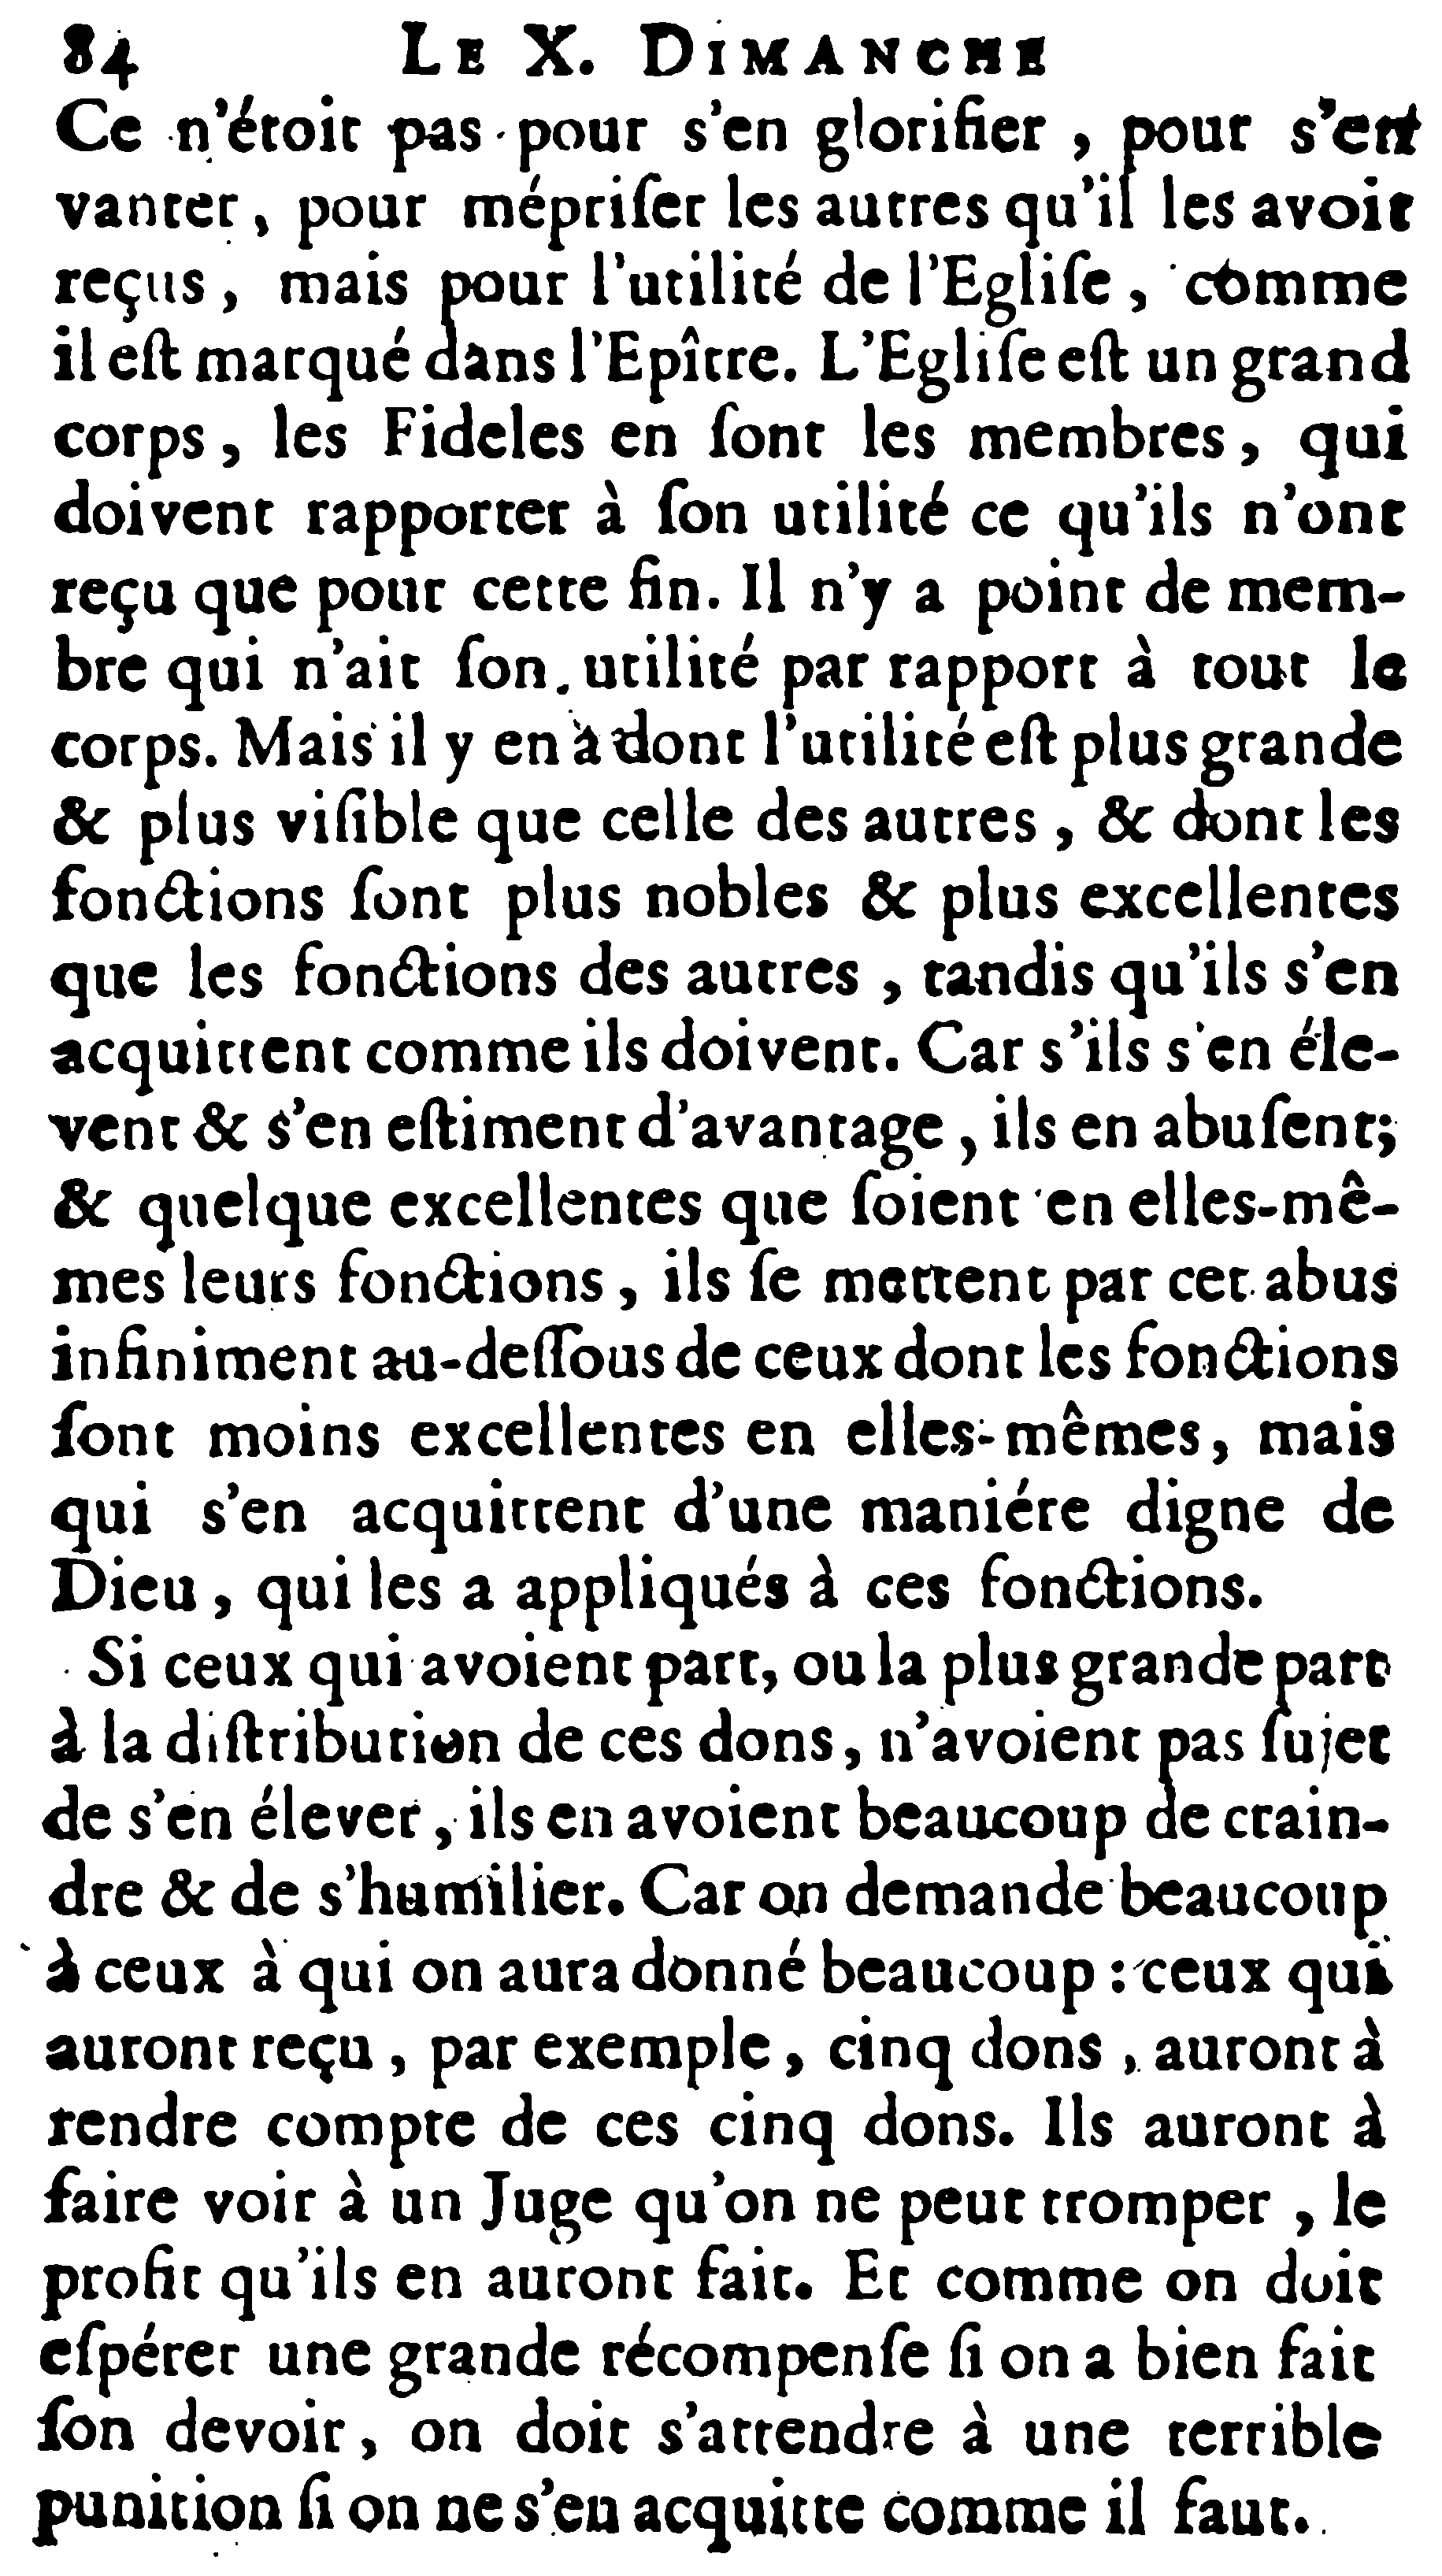 84 LE X. DIMANCHE
Ce n'étoit pas pour s'en glorifier, pour s'en
vanter, pour mépriſer les autres qu'il les avoit
reçus, mais pour l'utilité de l'Egliſe, comme
il eſt marqué dans l'Epître. L'Egliſe eſt un grand
corps, les Fideles en ſont les membres, qui
doivent rapporter à ſon utilité ce qu'ils n'ont
reçu que pour cette fin. Il n'y a point de mem-
bre qui n'ait ſon utilité par rapport à tout le
corps. Mais il y en a dont l'utilité eſt plus grande
& plus viſible que celle des autres, & dont les
fonctions ſont plus nobles & plus excellentes
que les fonctions des autres, tandis qu'ils s'en
acquittent comme ils doivent. Car s'ils s'en éle-
vent & s'en eſtiment d'avantage, ils en abuſent;
& quelque excellentes que ſoient en elles-mê-
mes leurs fonctions, ils ſe mettent par cet abus
infiniment au-deſſous de ceux dont les fonctions
ſont moins excellentes en elles-mêmes, mais
qui s'en acquittent d'une maniére digne de
Dieu, qui les a appliqués à ces fonctions.
Si ceux qui avoient part, ou la plus grande part
à la diſtribution de ces dons, n'avoient pas ſujet
de s'en élever, ils en avoient beaucoup de crain-
dre & de s'humilier. Car on demande beaucoup
à ceux à qui on aura donné beaucoup : ceux qui
auront reçu, par exemple, cinq dons, auront à
rendre compte de ces cinq dons. Ils auront à
faire voir à un Juge qu'on ne peut tromper, le
profit qu'ils en auront fait. Et comme on doit
eſpérer une grande récompenſe ſi on a bien fait
ſon devoir, on doit s'attendre à une terrible
punition ſi on ne s'en acquitte comme il faut.